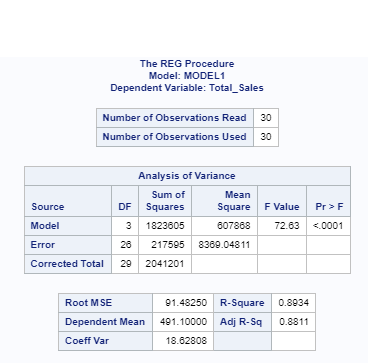 The REG Procedure
Model: MODEL1
Dependent Variable: Total_Sales
Number of Observations Read 30
Number of Observations Used 30
Analysis of Variance
Source DF Sum of Squares Mean Square F Value Pr > F
Model 3 1823605 607868 72.63 <.0001
Error 26 217595 8369.04811
Corrected Total 29 2041201
Root MSE 91.48250 R-Square 0.8934
Dependent Mean 491.10000 Adj R-Sq 0.8811
Coeff Var 18.62808